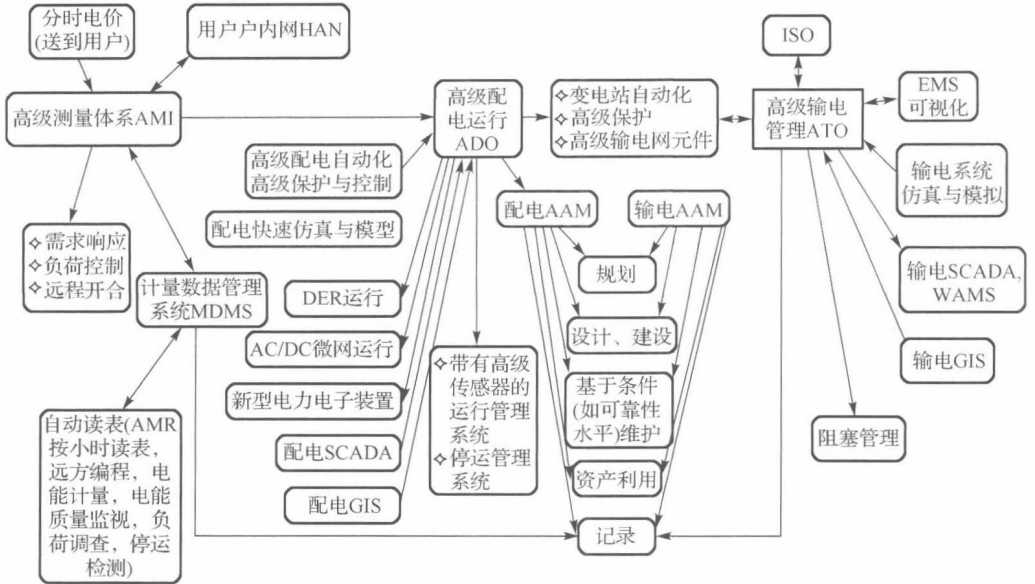 分时电价
(送到用户)
用户户内网HAN
高级测量体系AMI
✧需求响应
✧负荷控制
✧远程开合
计量数据管理
系统MDMS
自动读表(AMR
按小时读表，
远方编程，电
能计量，电能
质量监视，负
荷调查，停运
检测)
高级配
电运行
ADO
高级配电自动化
高级保护与控制
配电快速仿真与模型
DER运行
AC/DC微网运行
新型电力电子装置
配电SCADA
配电GIS
✧带有高级
传感器的
运行管理
系统
✧停运管理
系统
✧变电站自动化
✧高级保护
✧高级输电网元件
配电AAM
输电AAM
规划
设计、建设
基于条件
(如可靠性
水平)维护
资产利用
记录
ISO
高级输电
管理ATO
EMS
可视化
输电系统
仿真与模拟
输电SCADA,
WAMS
输电GIS
阻塞管理